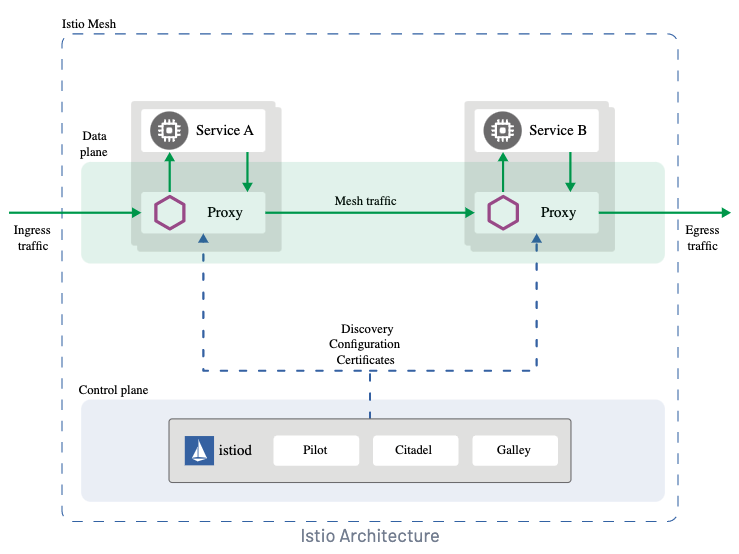 Istio Mesh
Service A
Service B
Data
plane
Proxy
Mesh traffic
Proxy
Ingress
traffic
Egress
traffic
Discovery
Configuration
Certificates
Control plane
istiod
Pilot
Citadel
Galley
Istio Architecture